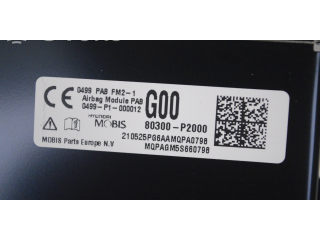 0499 PAB FM2-1
Airbag Module PAB
0499-P1-000012
G00
HYUNDAI
MOBIS
80300-P2000
210525PG6AAMQPA0798
MOBIS Parts Europe N.V
MQPAGM5S660798